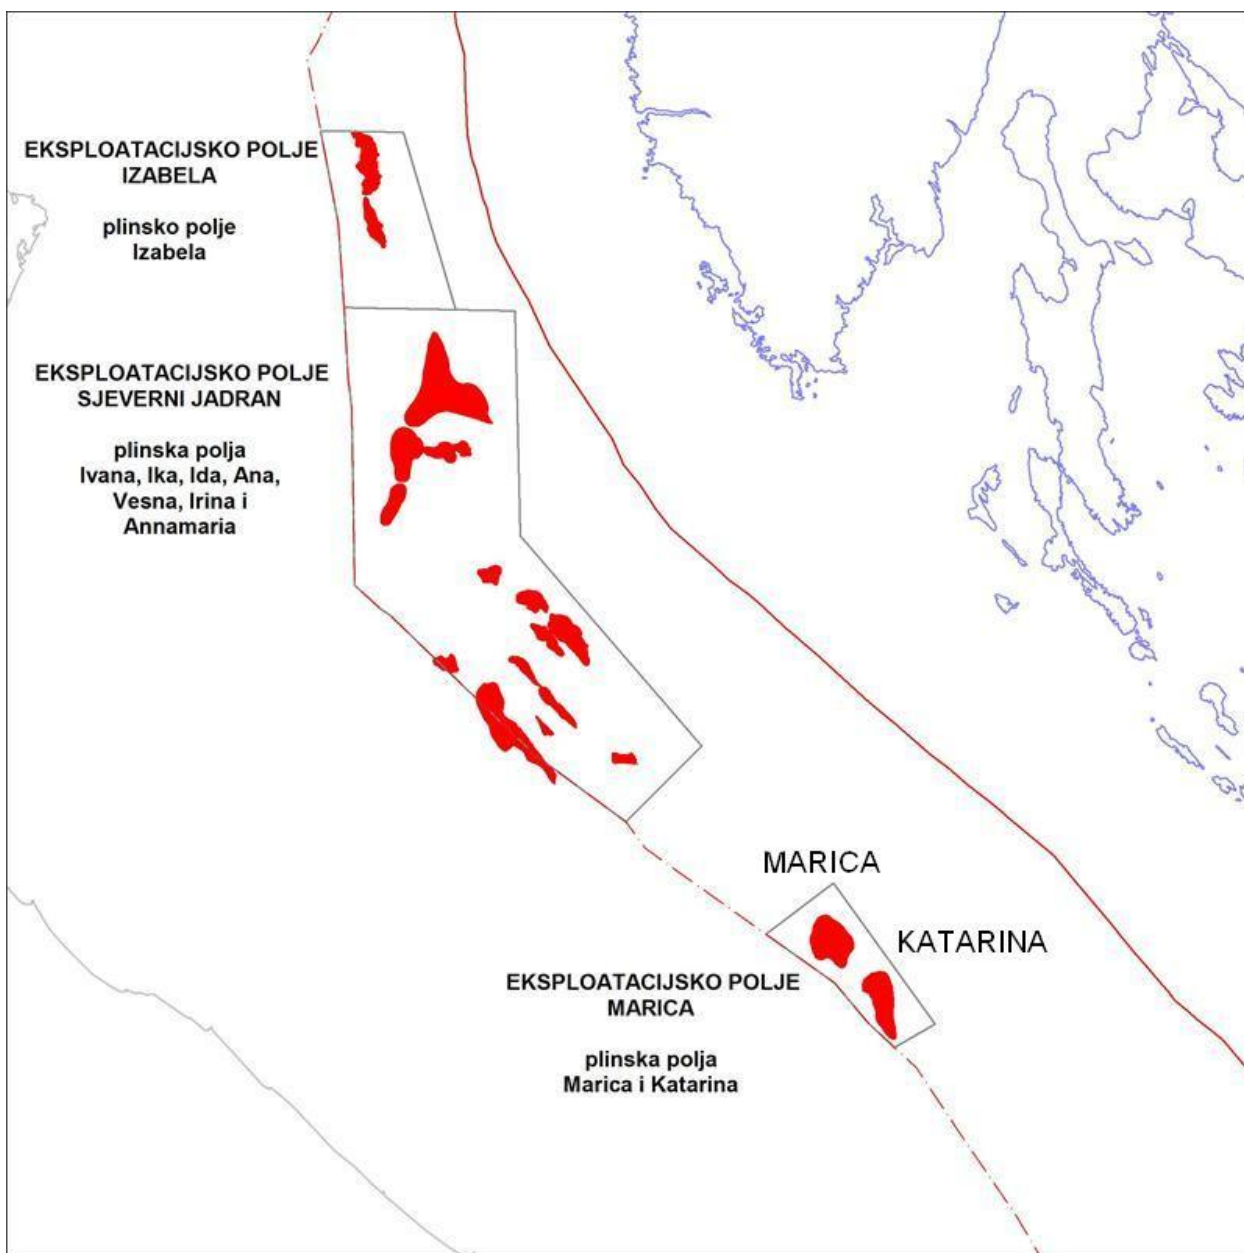 EKSPLOATACIJSKO POLJE
IZABELA
plinsko polje
Izabela
EKSPLOATACIJSKO POLJE
SJEVERNI JADRAN
plinska polja
Ivana, Ika, Ida, Ana,
Vesna, Irina i
Annamaria
MARICA
KATARINA
EKSPLOATACIJSKO POLJE
MARICA
plinska polja
Marica i Katarina